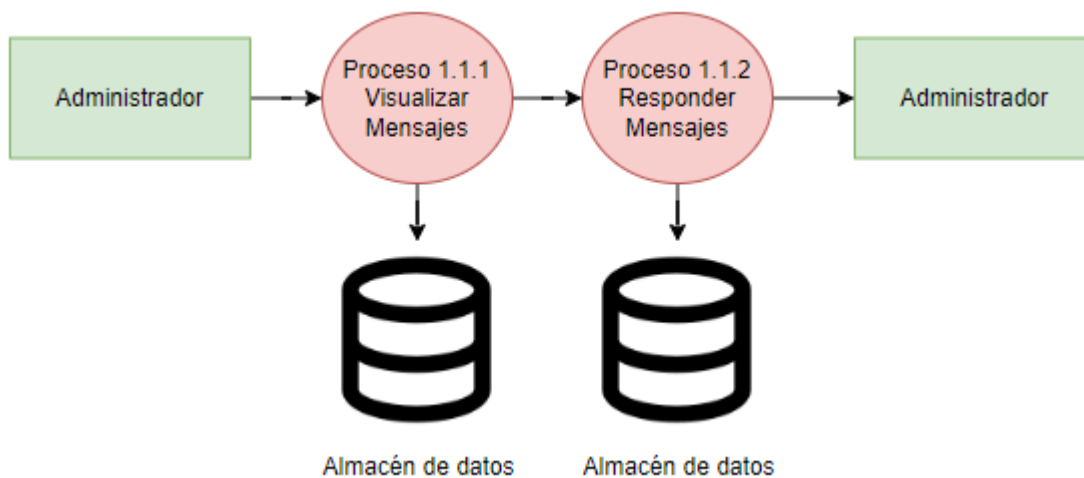 Administrador
Proceso 1.1.1
Visualizar
Mensajes
Proceso 1.1.2
Responder
Mensajes
Administrador
Almacén de datos
Almacén de datos